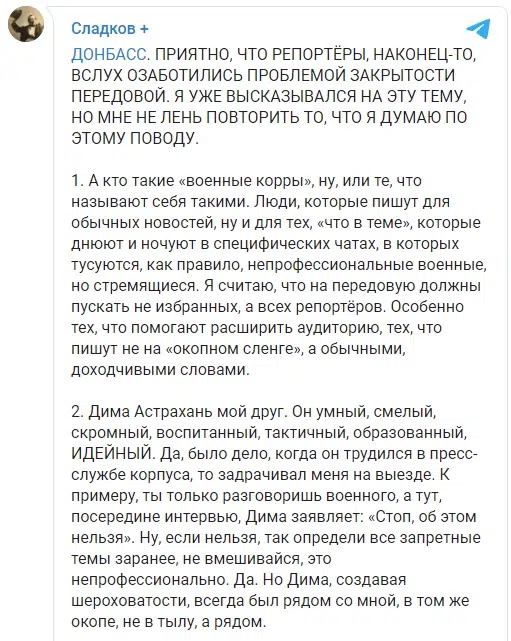 Сладков +
ДОНБАСС. ПРИЯТНО, ЧТО РЕПОРТЁРЫ, НАКОНЕЦ-ТО,
ВСЛУХ ОЗАБОТИЛИСЬ ПРОБЛЕМОЙ ЗАКРЫТОСТИ
ПЕРЕДОВОЙ. Я УЖЕ ВЫСКАЗЫВАЛСЯ НА ЭТУ ТЕМУ,
НО МНЕ НЕ ЛЕНЬ ПОВТОРИТЬ ТО, ЧТО Я ДУМАЮ ПО
ЭТОМУ ПОВОДУ.
1. А кто такие «военные корры», ну, или те, что
называют себя такими. Люди, которые пишут для
обычных новостей, ну и для тех, «что в теме», которые
днюют и ночуют в специфических чатах, в которых
тусуются, как правило, непрофессиональные военные,
но стремящиеся. Я считаю, что на передовую должны
пускать не избранных, а всех репортёров. Особенно
тех, что помогают расширить аудиторию, тех, что
пишут не на «окопном сленге», а обычными,
доходчивыми словами.
2. Дима Астрахань мой друг. Он умный, смелый,
скромный, воспитанный, тактичный, образованный,
ИДЕЙНЫЙ. Да, было дело, когда он трудился в пресс-
службе корпуса, то задрачивал меня на выезде. К
примеру, ты только разговоришь военного, а тут,
посередине интервью, Дима заявляет: «Стоп, об этом
нельзя». Ну, если нельзя, так определи все запретные
темы заранее, не вмешивайся, это
непрофессионально. Да. Но Дима, создавая
шероховатости, всегда был рядом со мной, в том же
окопе, не в тылу, а рядом.